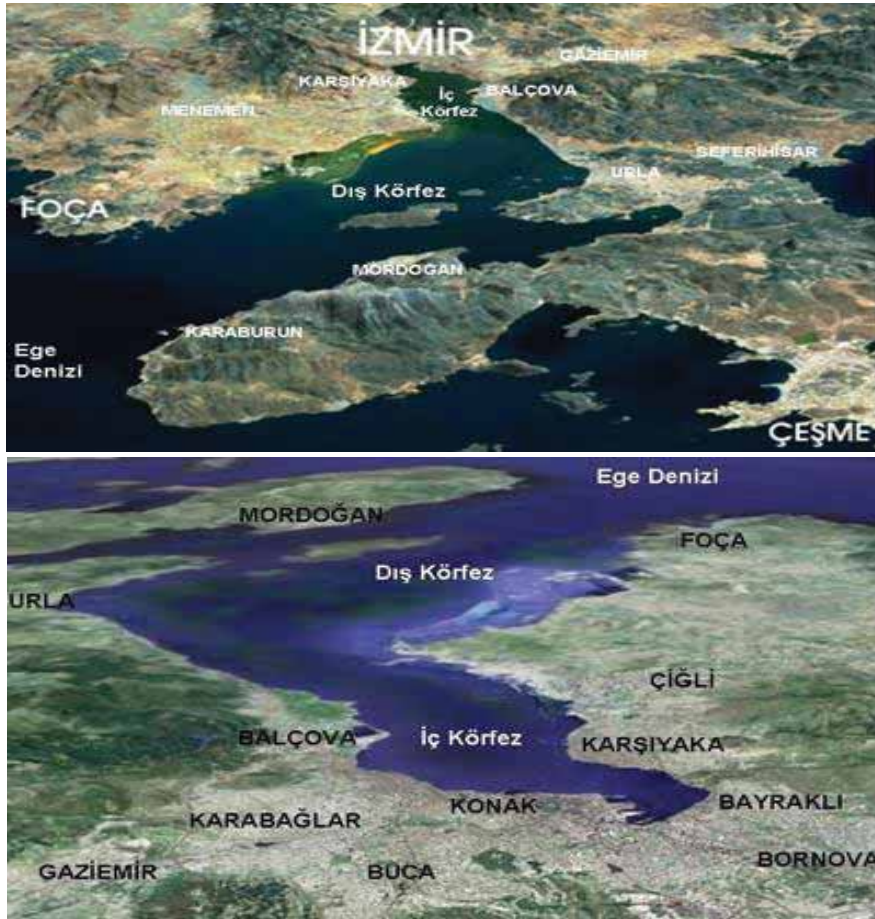 İZMİR
GAZİEMİR
KARŞIYAKA
BALÇOVA
İç
Körfez
MENEMEN
SEFERİHİSAR
URLA
Dış Körfez
FOÇA
MORDOĞAN
KARABURUN
Ege
Denizi
ÇEŞME
Ege Denizi
MORDOĞAN
FOÇA
Dış Körfez
URLA
ÇİĞLİ
BALÇOVA
İç Körfez
KARŞIYAKA
KONAK
BAYRAKLI
KARABAĞLAR
BORNOVA
GAZİEMİR
BUCA